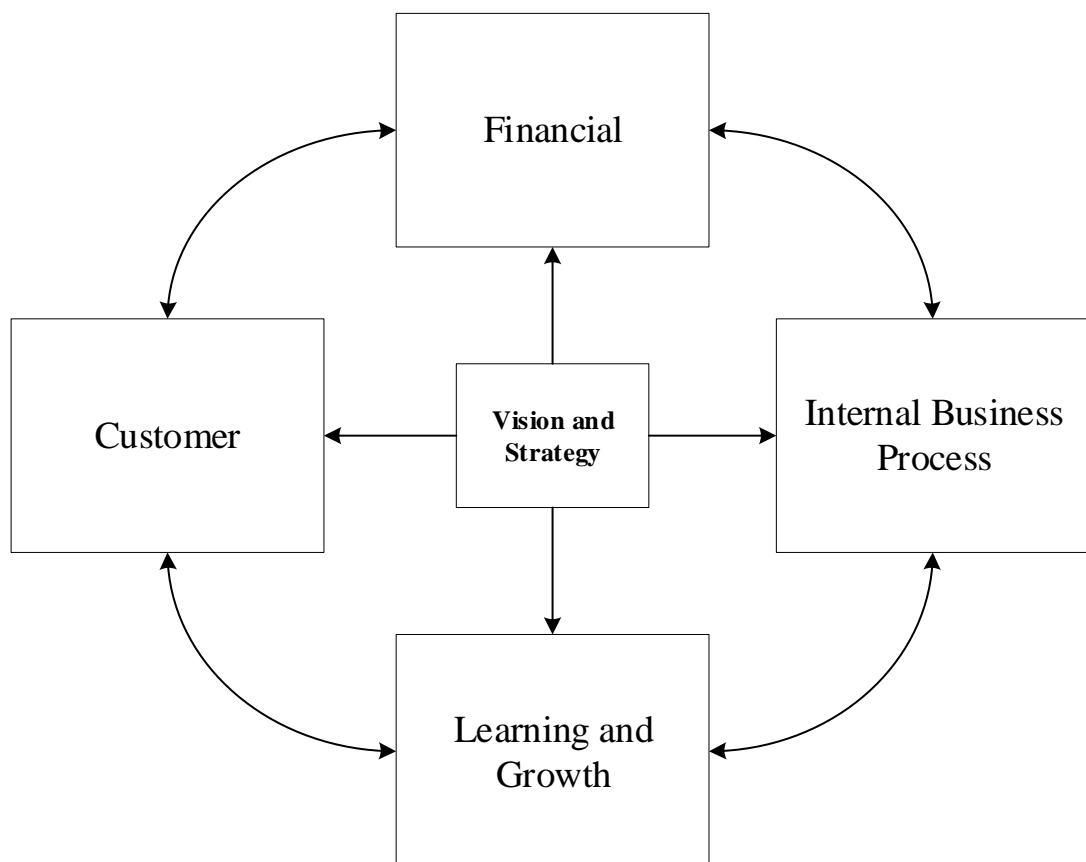 Financial
Customer
Vision and
Strategy
Internal Business
Process
Learning and
Growth